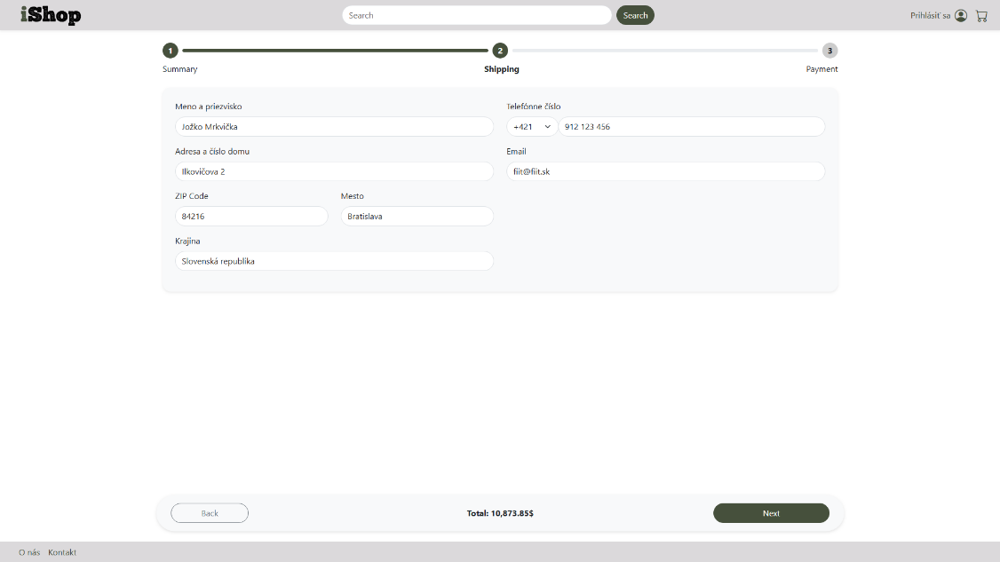 iShop
Search
Search
Prihlásiť sa
1
2
3
Summary
Shipping
Payment
Meno a priezvisko
Telefónne číslo
Jožko Mrkvička
+421
912 123 456
Adresa a číslo domu
Email
Ilkovičova 2
fiit@fiit.sk
ZIP Code
Mesto
84216
Bratislava
Krajina
Slovenská republika
Back
Total: 10,873.85$
Next
O nás
Kontakt